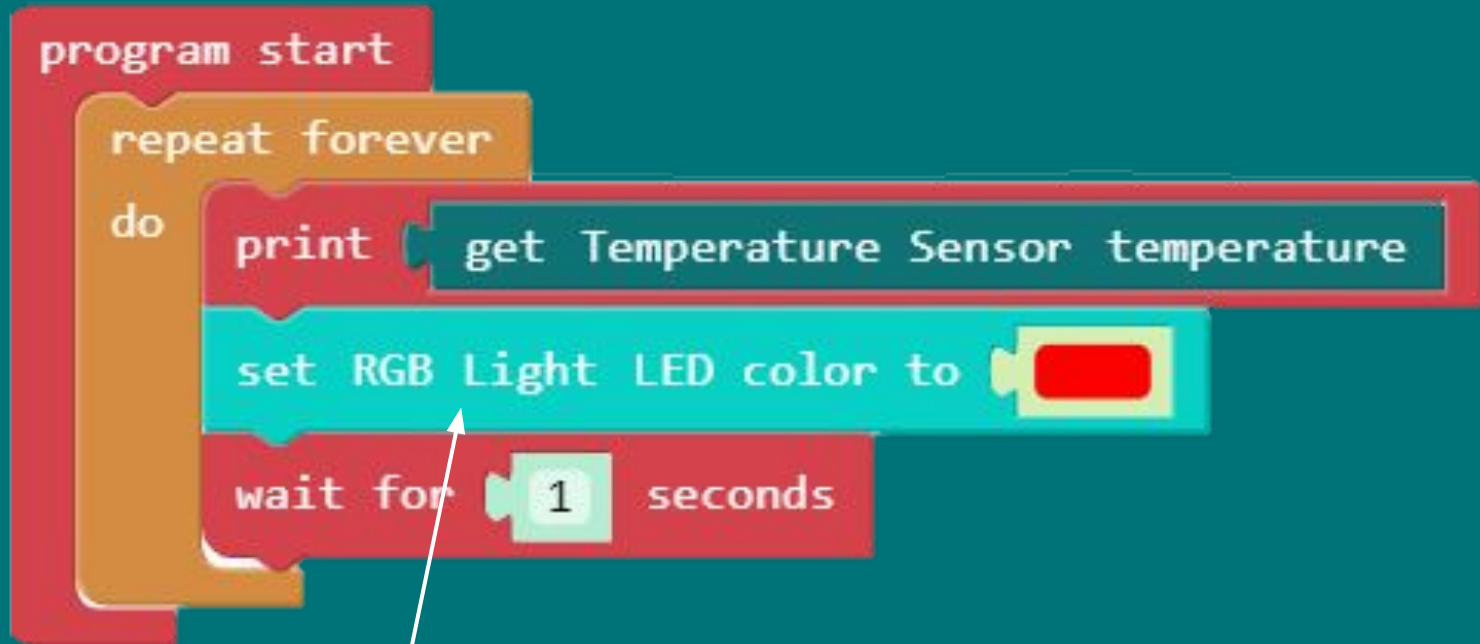 program start
repeat forever
do
print get Temperature Sensor temperature
set RGB Light LED color to
wait for 1 seconds